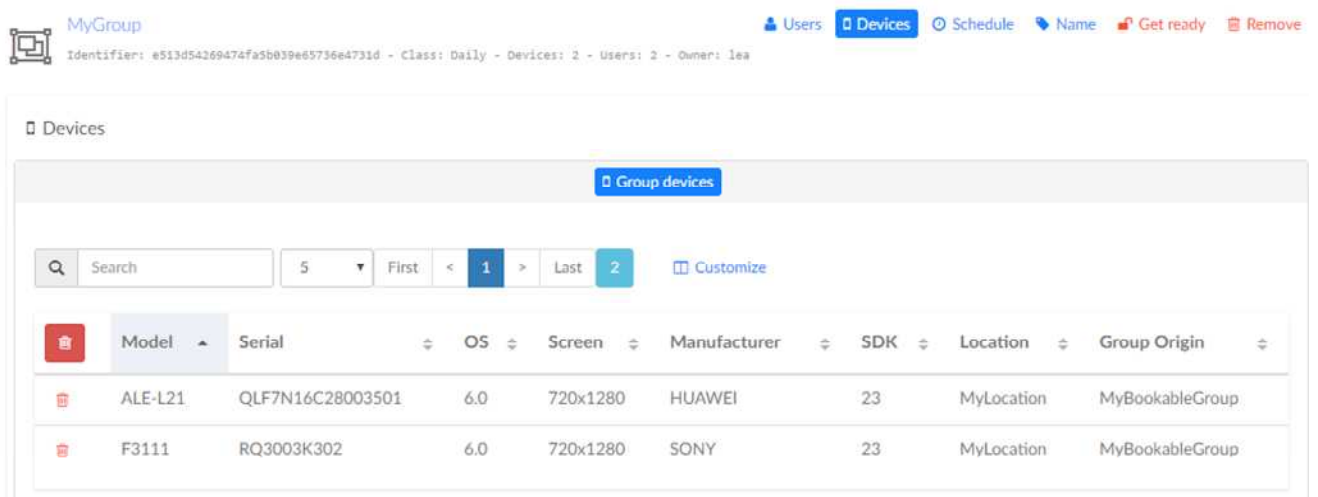 MyGroup
Users Devices Schedule Name Get ready Remove
Identifier: e513d54269474fa5b039e65736e4731d - Class: Daily - Devices: 2 - Users: 2 - Owner: lea
Devices
Group devices
Search 5 First < 1 > Last 2 Customize
Model Serial OS Screen Manufacturer SDK Location Group Origin
ALE-L21 QLF7N16C28003501 6.0 720x1280 HUAWEI 23 MyLocation MyBookableGroup
F3111 RQ3003K302 6.0 720x1280 SONY 23 MyLocation MyBookableGroup